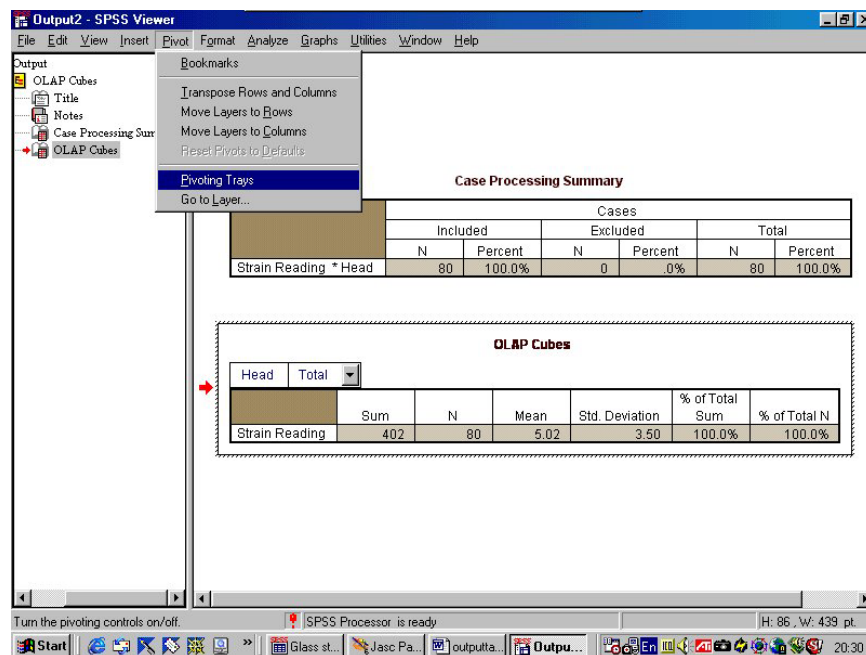 Output2 - SPSS Viewer
File Edit View Insert Pivot Format Analyze Graphs Utilities Window Help
Output
OLAP Cubes
Title
Notes
Case Processing Sum
OLAP Cubes
Bookmarks
Transpose Rows and Columns
Move Layers to Rows
Move Layers to Columns
Reset Pivots to Defaults
Pivoting Trays
Go to Layer...
Case Processing Summary
Cases
Included Excluded Total
N Percent N Percent N Percent
Strain Reading * Head 80 100.0% 0 .0% 80 100.0%
OLAP Cubes
Head Total
% of Total
Sum N Mean Std. Deviation Sum % of Total N
Strain Reading 402 80 5.02 3.50 100.0% 100.0%
Turn the pivoting controls on/off.
SPSS Processor is ready
H: 86 , W: 439 pt.
Start » Glass st... Jasc Pa... outputta... Outpu... En 20:30